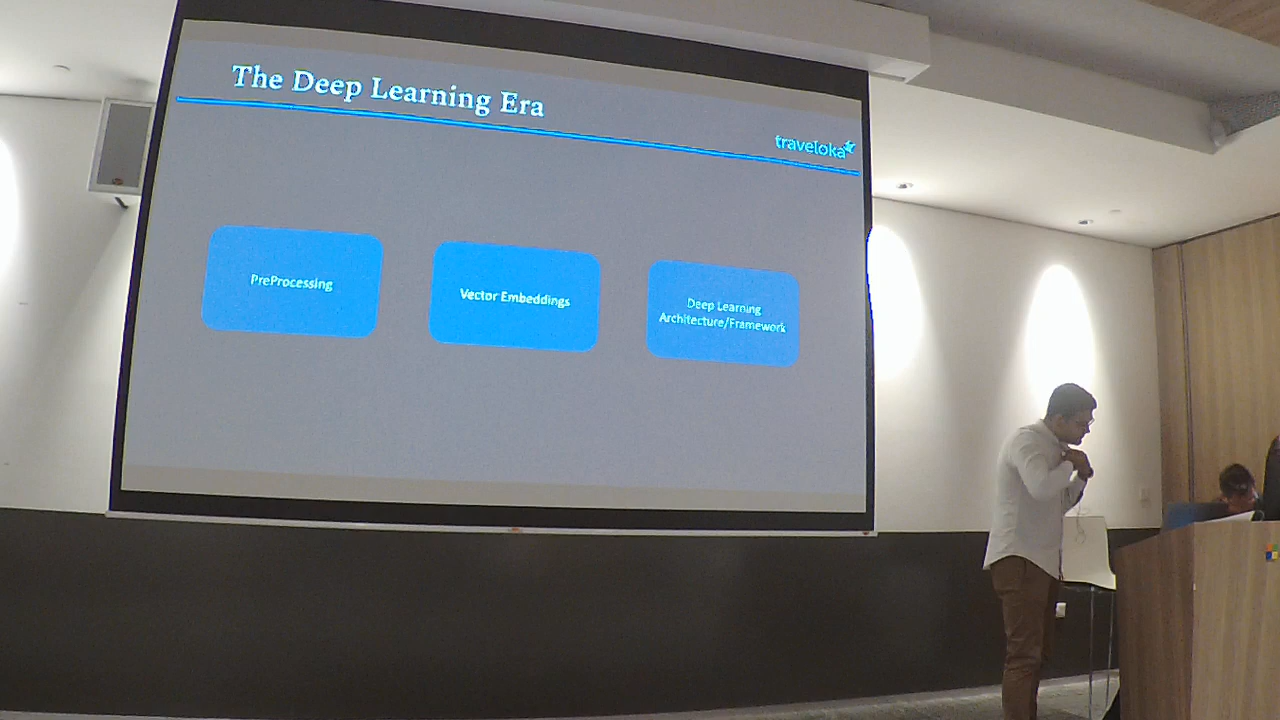 The Deep Learning Era
traveloka
PreProcessing
Vector Embeddings
Deep Learning
Architecture/Framework